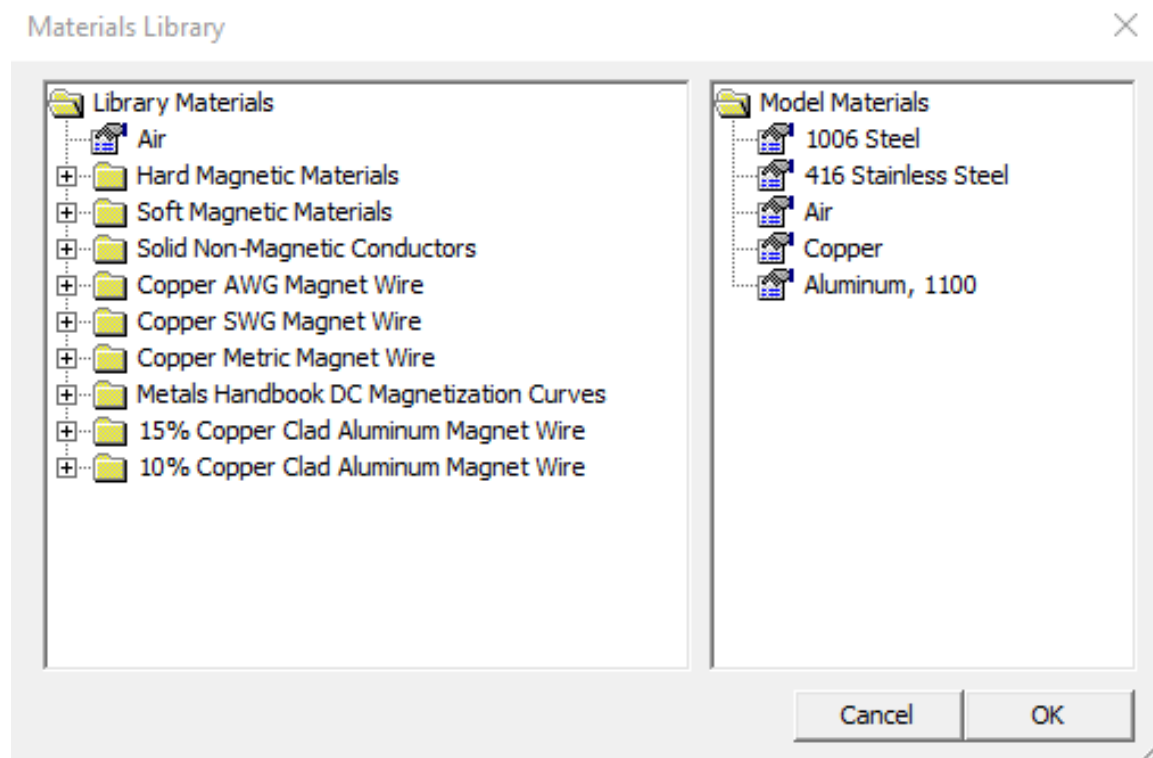 Materials Library
Library Materials
Air
Hard Magnetic Materials
Soft Magnetic Materials
Solid Non-Magnetic Conductors
Copper AWG Magnet Wire
Copper SWG Magnet Wire
Copper Metric Magnet Wire
Metals Handbook DC Magnetization Curves
15% Copper Clad Aluminum Magnet Wire
10% Copper Clad Aluminum Magnet Wire
Model Materials
1006 Steel
416 Stainless Steel
Air
Copper
Aluminum, 1100
Cancel
OK